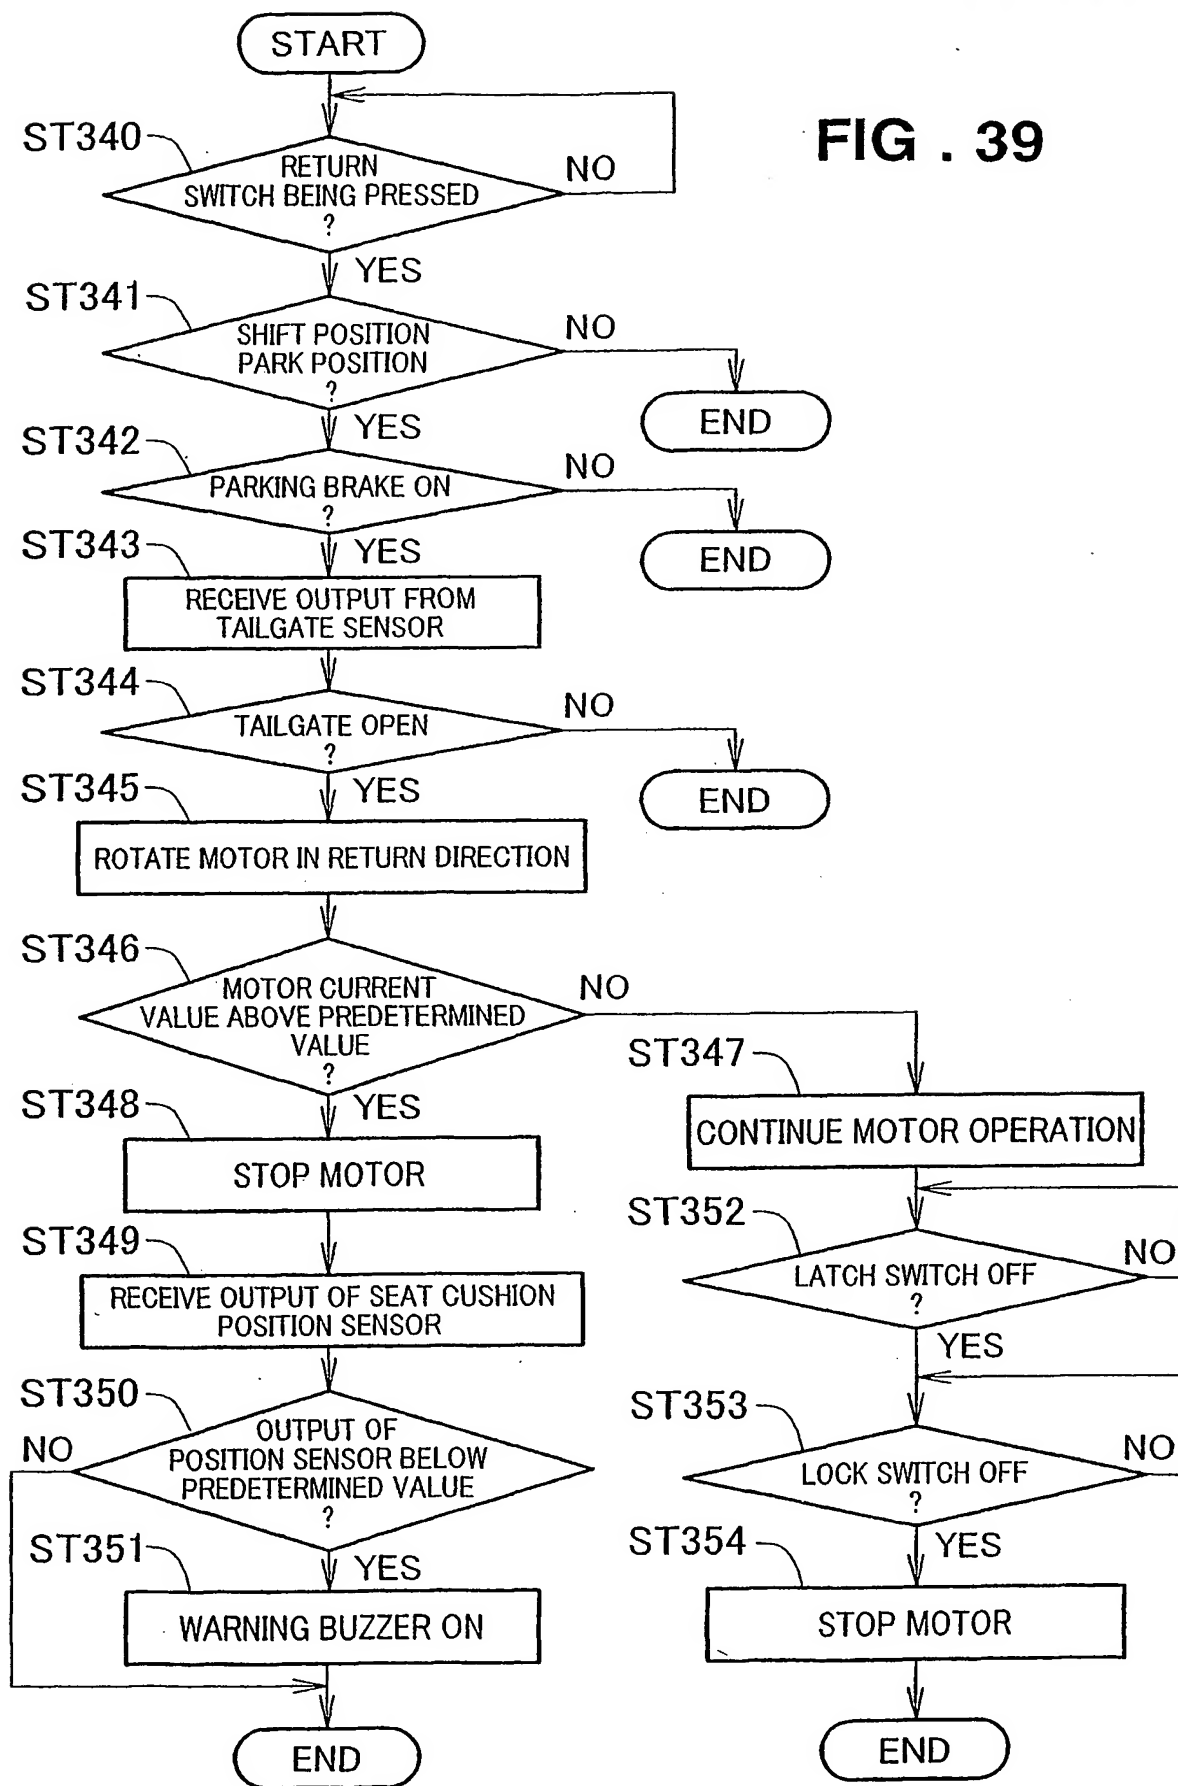 START
FIG . 39
ST340
RETURN
SWITCH BEING PRESSED
?
NO
YES
ST341
SHIFT POSITION
PARK POSITION
?
NO
END
YES
ST342
PARKING BRAKE ON
?
NO
END
YES
ST343
RECEIVE OUTPUT FROM
TAILGATE SENSOR
ST344
TAILGATE OPEN
?
NO
END
YES
ST345
ROTATE MOTOR IN RETURN DIRECTION
ST346
MOTOR CURRENT
VALUE ABOVE PREDETERMINED
VALUE
?
NO
YES
ST348
STOP MOTOR
ST349
RECEIVE OUTPUT OF SEAT CUSHION
POSITION SENSOR
ST350
OUTPUT OF
POSITION SENSOR BELOW
PREDETERMINED VALUE
?
NO
YES
ST351
WARNING BUZZER ON
END
ST347
CONTINUE MOTOR OPERATION
ST352
LATCH SWITCH OFF
?
NO
YES
ST353
LOCK SWITCH OFF
?
NO
YES
ST354
STOP MOTOR
END